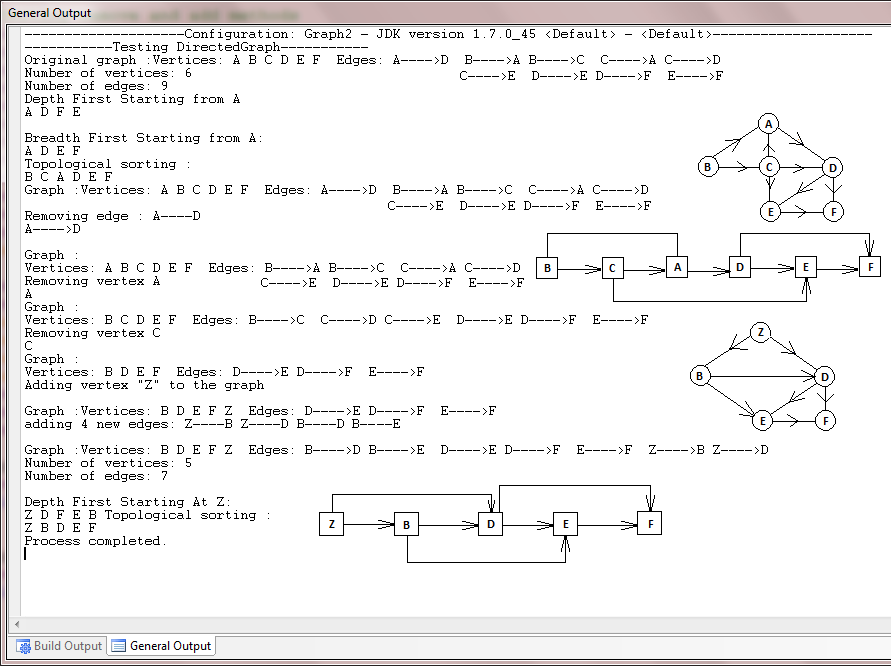 General Output
--------------------Configuration: Graph2 - JDK version 1.7.0_45 <Default> - <Default>--------------------
-----------Testing DirectedGraph-----------
Original graph :Vertices: A B C D E F  Edges: A---->D  B---->A B---->C  C---->A C---->D
Number of vertices: 6 C---->E  D---->E D---->F  E---->F
Number of edges: 9
Depth First Starting from A
A D F E
Breadth First Starting from A:
A D E F
Topological sorting :
B C A D E F
Graph :Vertices: A B C D E F  Edges: A---->D  B---->A B---->C  C---->A C---->D
C---->E  D---->E D---->F  E---->F
Removing edge : A----D
A---->D
Graph :
Vertices: A B C D E F  Edges: B---->A B---->C  C---->A C---->D
Removing vertex A C---->E  D---->E D---->F  E---->F
A
Graph :
Vertices: B C D E F  Edges: B---->C  C---->D C---->E  D---->E D---->F  E---->F
Removing vertex C
C
Graph :
Vertices: B D E F  Edges: D---->E D---->F  E---->F
Adding vertex "Z" to the graph
Graph :Vertices: B D E F Z  Edges: D---->E D---->F  E---->F
adding 4 new edges: Z----B Z----D B----D B----E
Graph :Vertices: B D E F Z  Edges: B---->D B---->E  D---->E D---->F  E---->F  Z---->B Z---->D
Number of vertices: 5
Number of edges: 7
Depth First Starting At Z:
Z D F E B Topological sorting :
Z B D E F
Process completed.
A
B C D
E F
B C A D E F
Z
B D
E F
Z B D E F
Build Output General Output